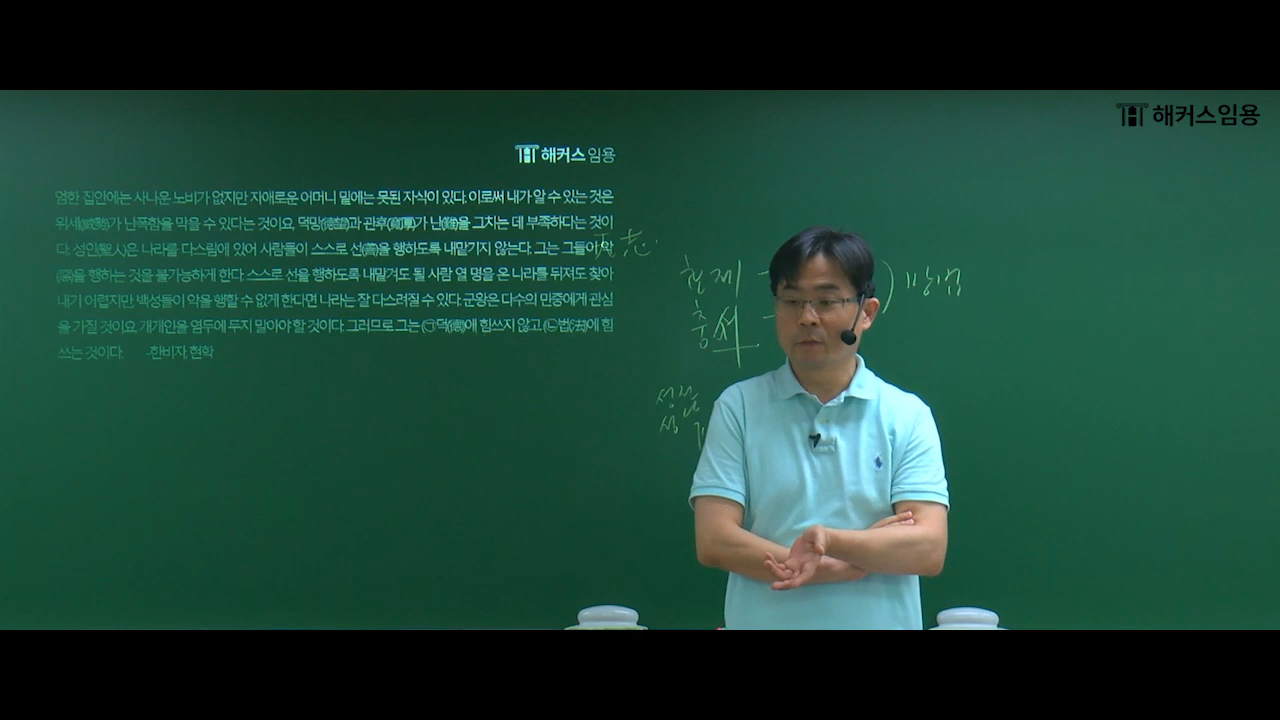 해커스임용
해커스 임용
엄한 집안에는 사나운 노비가 없지만 자애로운 어머니 밑에는 못된 자식이 있다. 이로써 내가 알 수 있는 것은
위세(威勢)가 난폭함을 막을 수 있다는 것이요, 덕망(德望)과 관후(寬厚)가 난(難)을 그치는 데 부족하다는 것이
다. 성인(聖人)은 나라를 다스림에 있어 사람들이 스스로 선(善)을 행하도록 내맡기지 않는다. 그는 그들이 악
(惡)을 행하는 것을 불가능하게 한다. 스스로 선을 행하도록 내맡겨도 될 사람 열 명을 온 나라를 뒤져도 찾아
내기 어렵지만, 백성들이 악을 행할 수 없게 한다면 나라는 잘 다스려질 수 있다. 군왕은 다수의 민중에게 관심
을 가질 것이요, 개개인을 염두에 두지 말아야 할 것이다. 그러므로 그는 (㉠덕(德)에 힘쓰지 않고 (㉡법(法)에 힘
쓰는 것이다. -한비자, 현학
방법
충서
성